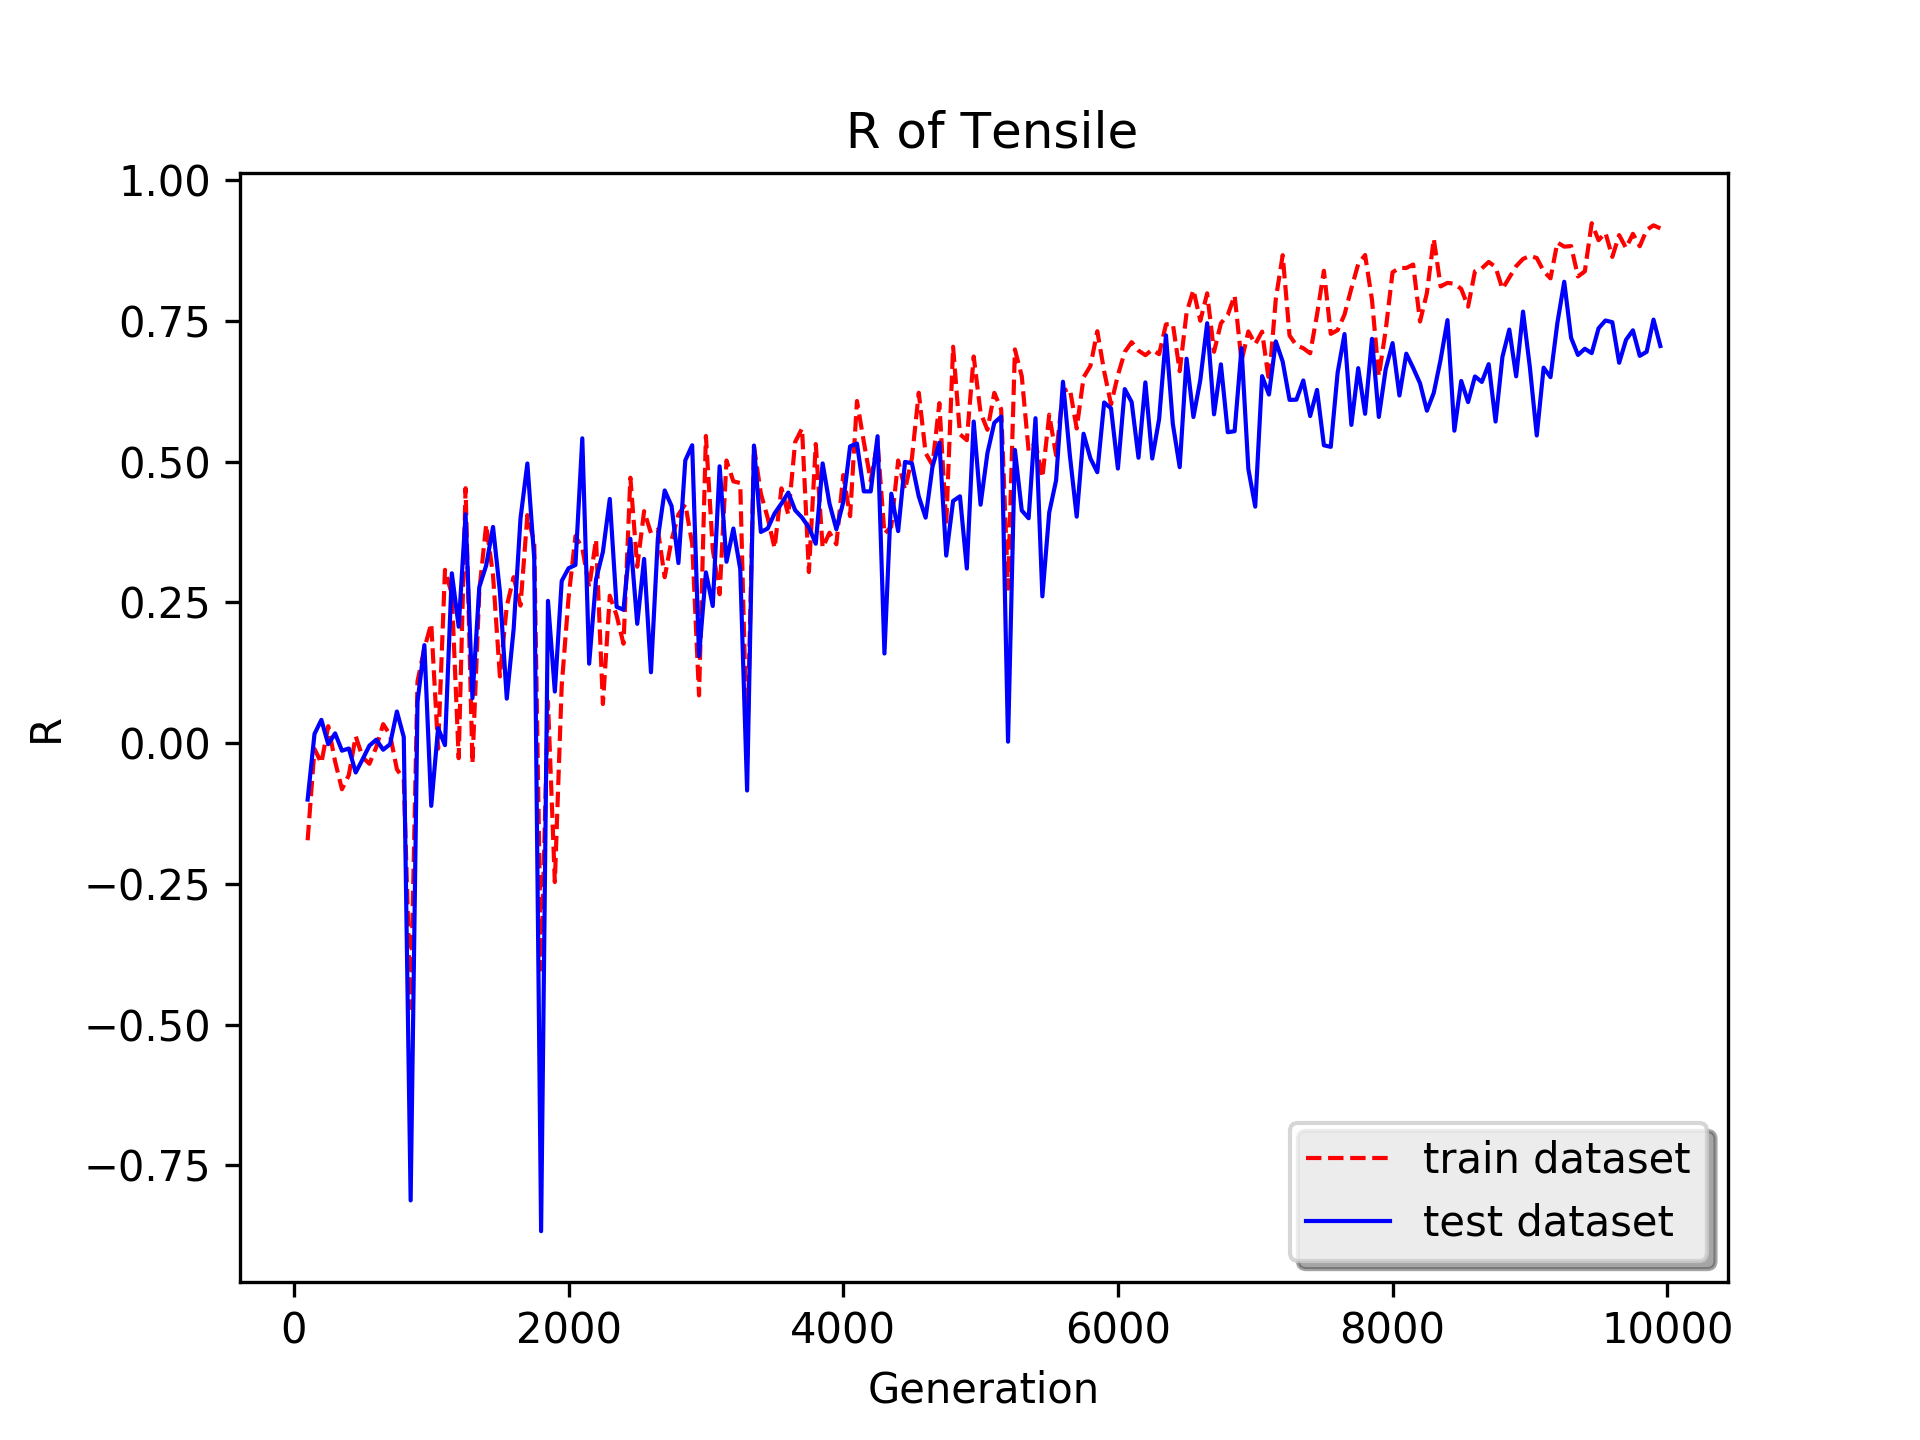 R of Tensile
1.00
0.75
0.50
0.25
0.00
−0.25
−0.50
−0.75
R
0 2000 4000 6000 8000 10000
Generation
train dataset
test dataset